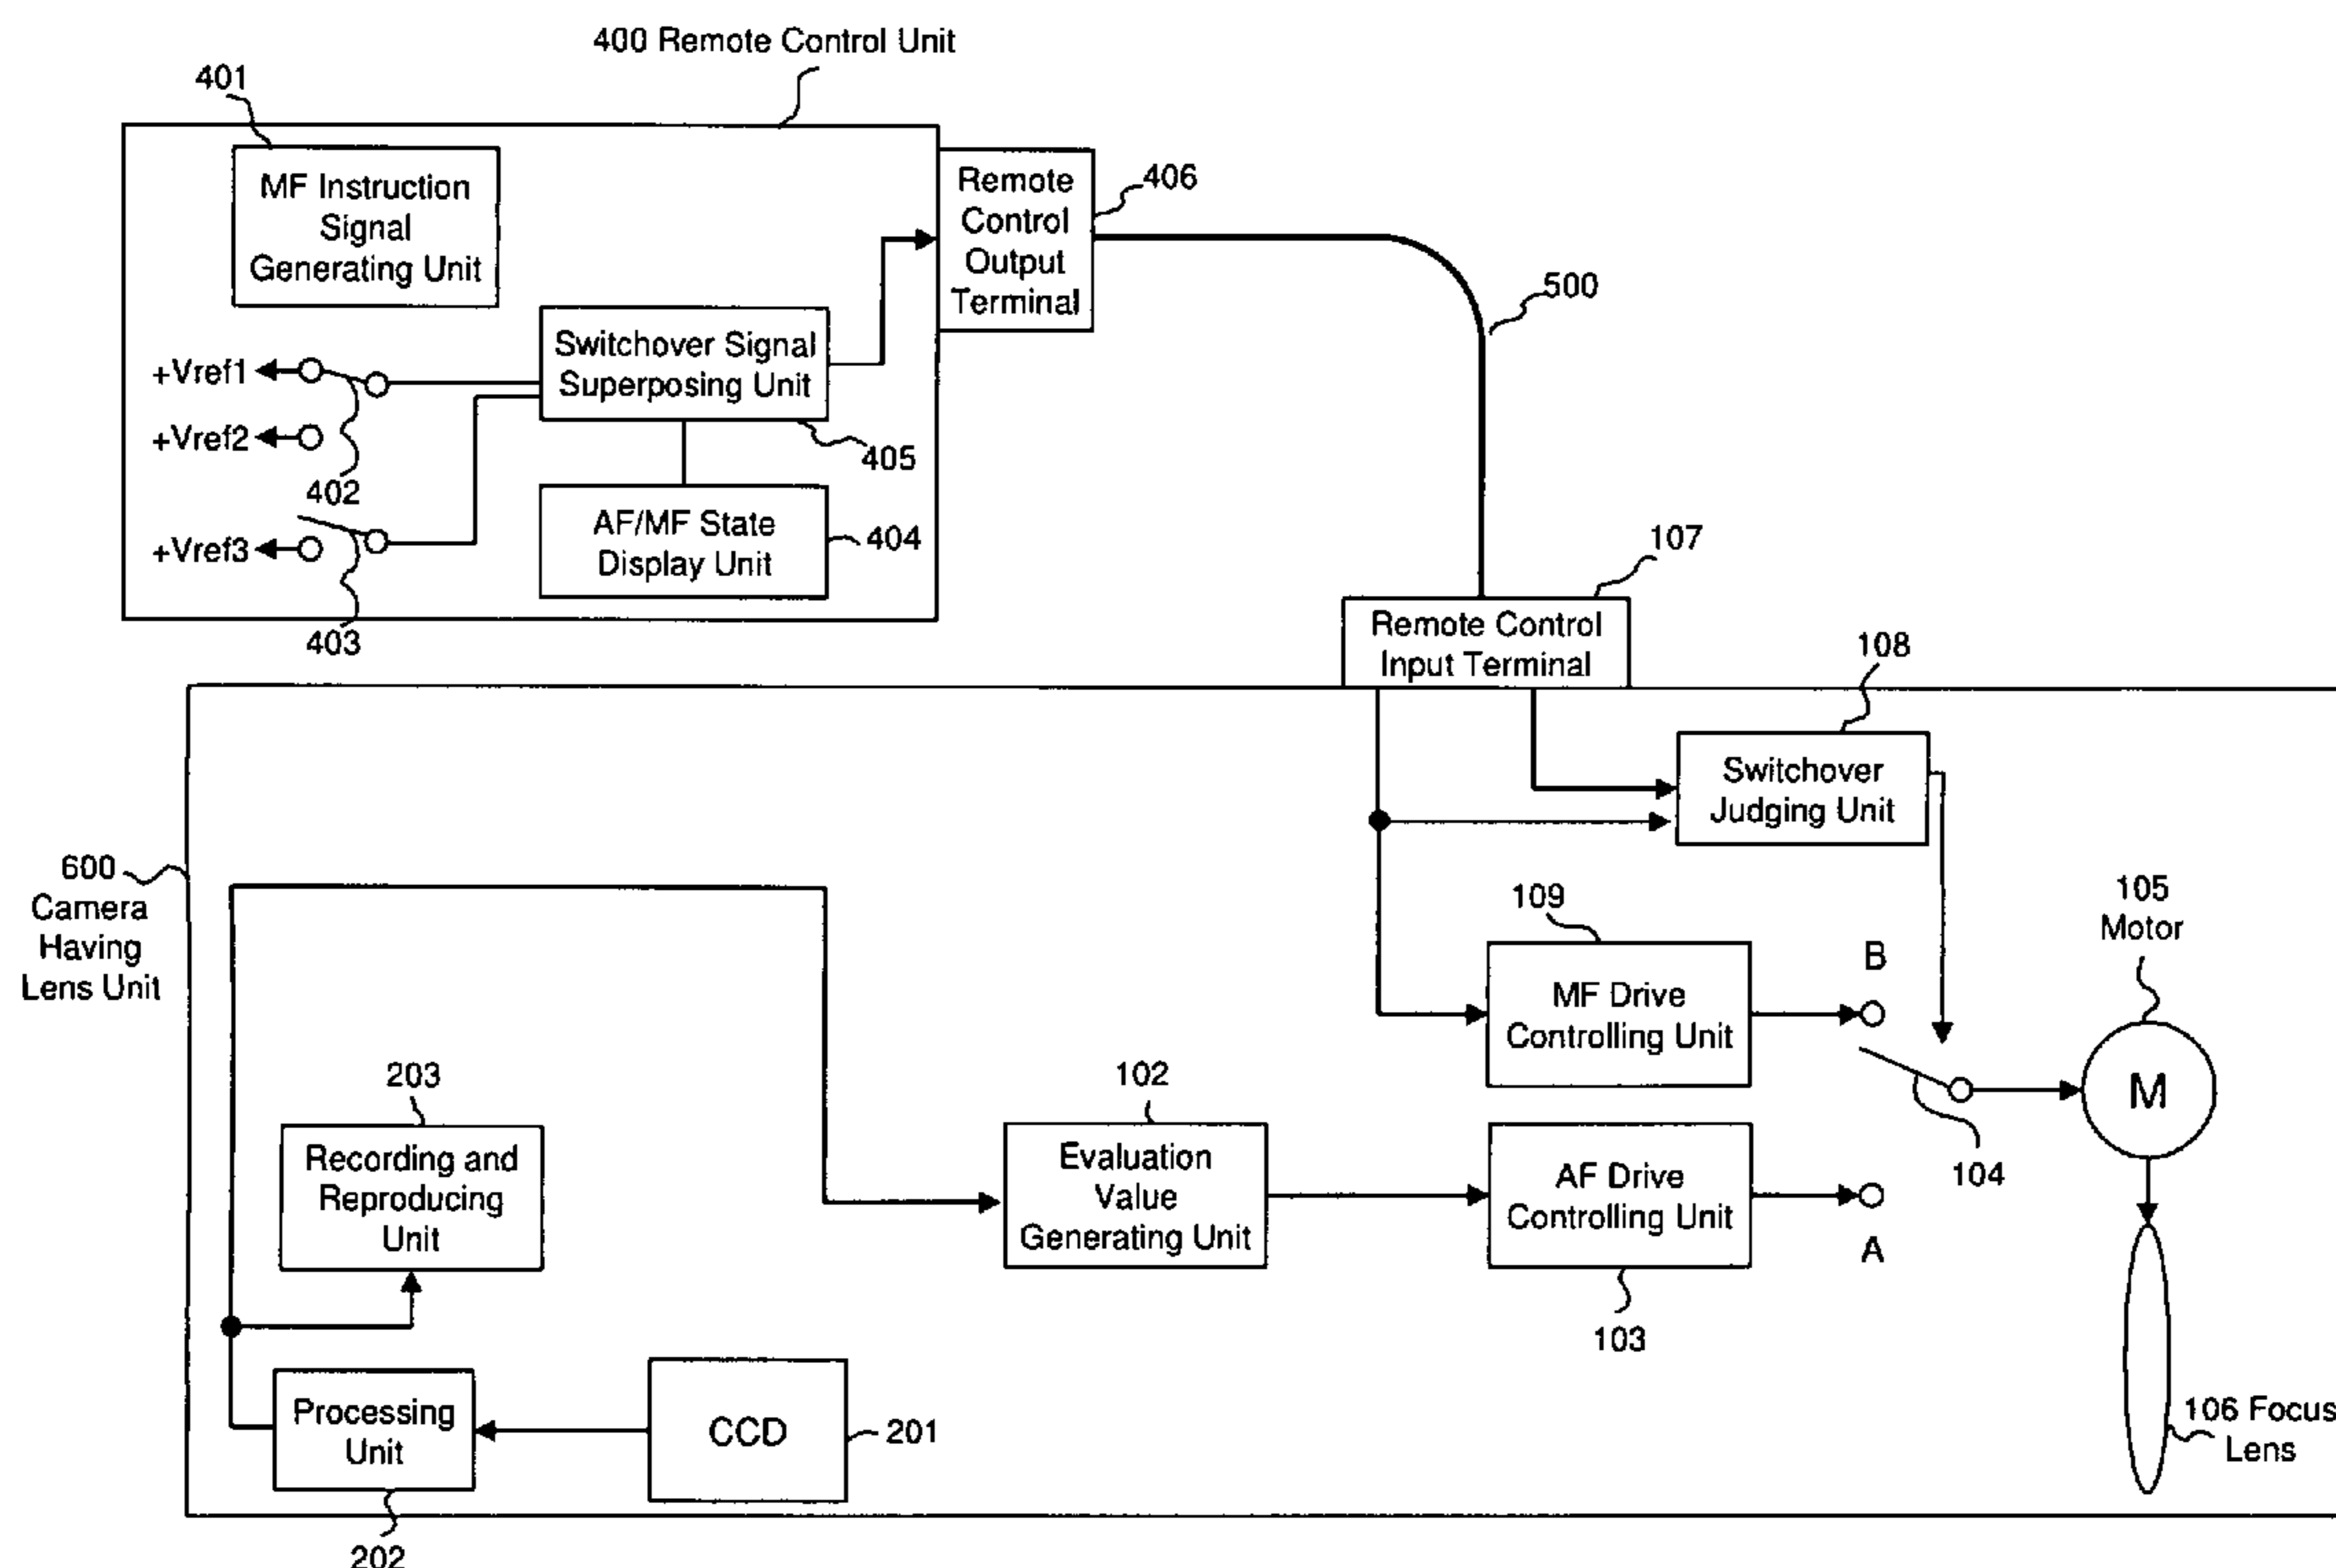 400 Remote Control Unit
401
MF Instruction
Signal
Generating Unit
Remote
Control
Output
Terminal
406
500
+Vref1
+Vref2
402
+Vref3
403
Switchover Signal
Superposing Unit
405
AF/MF State
Display Unit
404
107
Remote Control
Input Terminal
108
Switchover
Judging Unit
600
Camera
Having
Lens Unit
109
MF Drive
Controlling Unit
B
105
Motor
M
104
203
Recording and
Reproducing
Unit
102
Evaluation
Value
Generating Unit
AF Drive
Controlling Unit
A
103
Processing
Unit
202
CCD
201
106 Focus
Lens